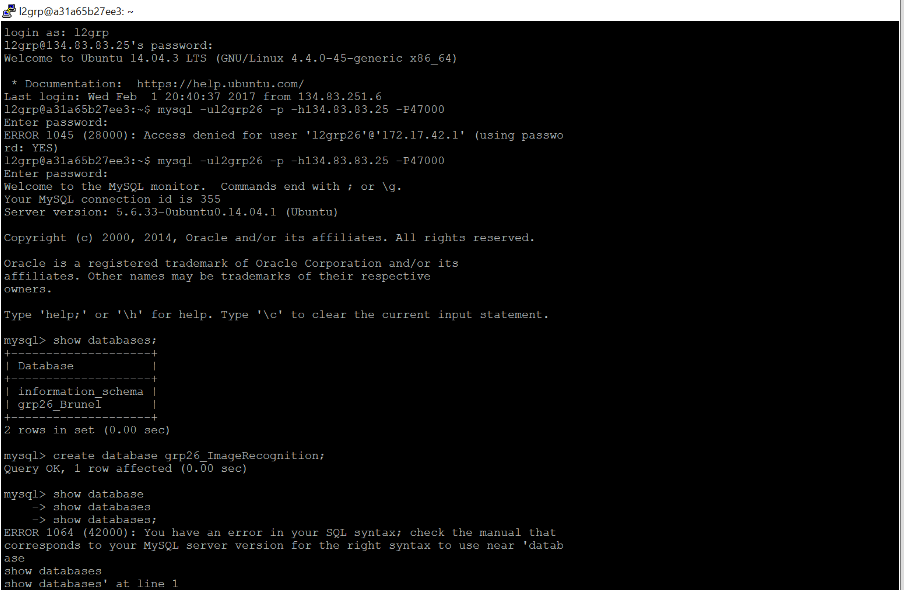 l2grp@a31a65b27ee3: ~
login as: l2grp
l2grp@134.83.83.25's password:
Welcome to Ubuntu 14.04.3 LTS (GNU/Linux 4.4.0-45-generic x86_64)
 * Documentation:  https://help.ubuntu.com/
Last login: Wed Feb  1 20:40:37 2017 from 134.83.251.6
l2grp@a31a65b27ee3:~$ mysql -ul2grp26 -p -h134.83.83.25 -P47000
Enter password:
ERROR 1045 (28000): Access denied for user 'l2grp26'@'172.17.42.1' (using passwo
rd: YES)
l2grp@a31a65b27ee3:~$ mysql -ul2grp26 -p -h134.83.83.25 -P47000
Enter password:
Welcome to the MySQL monitor.  Commands end with ; or \g.
Your MySQL connection id is 355
Server version: 5.6.33-0ubuntu0.14.04.1 (Ubuntu)
Copyright (c) 2000, 2014, Oracle and/or its affiliates. All rights reserved.
Oracle is a registered trademark of Oracle Corporation and/or its
affiliates. Other names may be trademarks of their respective
owners.
Type 'help;' or '\h' for help. Type '\c' to clear the current input statement.
mysql> show databases;
+--------------------+
| Database           |
+--------------------+
| information_schema |
| grp26_Brunel       |
+--------------------+
2 rows in set (0.00 sec)
mysql> create database grp26_ImageRecognition;
Query OK, 1 row affected (0.00 sec)
mysql> show database
    -> show databases
    -> show databases;
ERROR 1064 (42000): You have an error in your SQL syntax; check the manual that
corresponds to your MySQL server version for the right syntax to use near 'datab
ase
show databases
show databases' at line 1